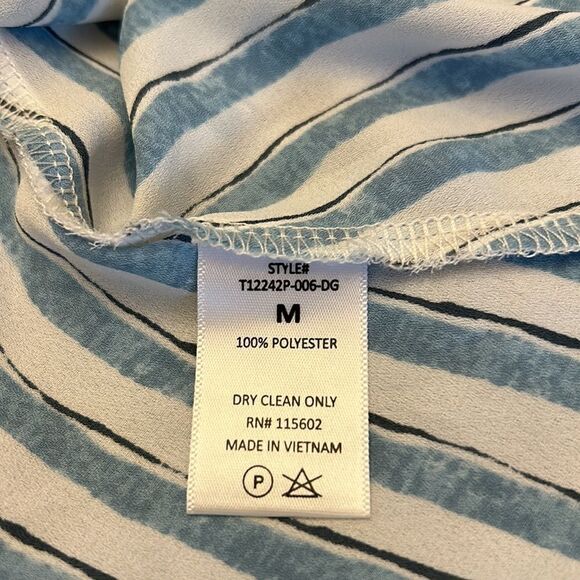 STYLE#
T12242P-006-DG
M
100% POLYESTER
DRY CLEAN ONLY
RN# 115602
MADE IN VIETNAM
P